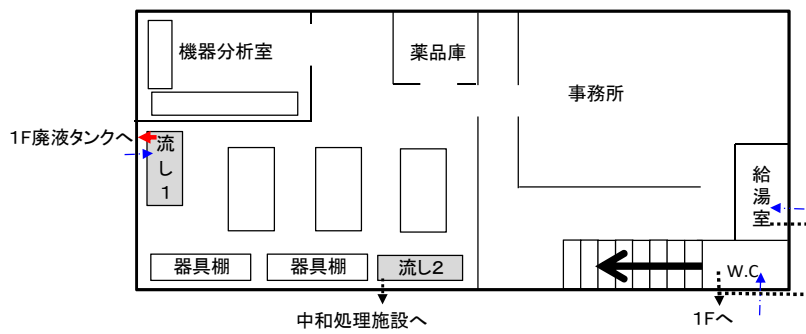 機器分析室
薬品庫
事務所
1F廃液タンクへ
流し1
給湯室
器具棚
器具棚
流し2
W.C
中和処理施設へ
1Fへ